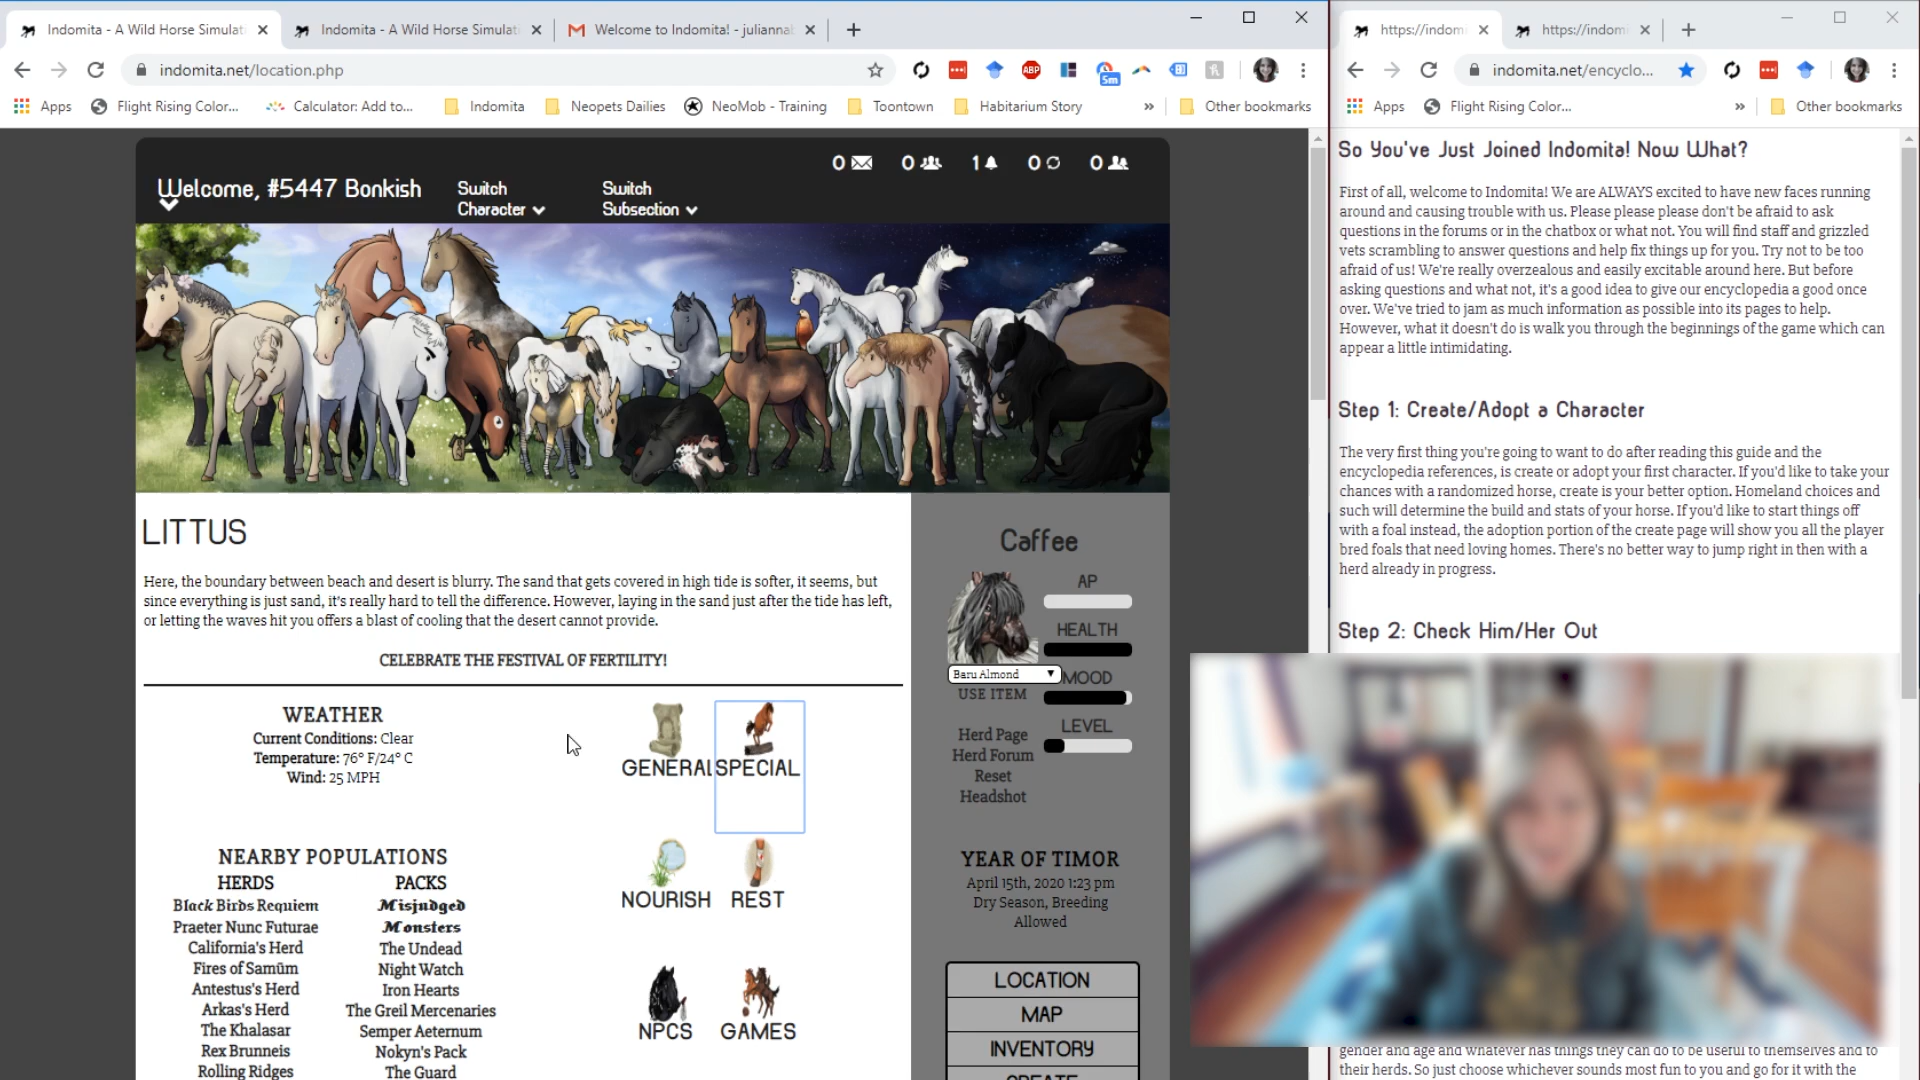 Indomita - A Wild Horse Simulati
Indomita - A Wild Horse Simulati
Welcome to Indomita! - julianna
indomita.net/location.php
ABP
5m
Apps
Flight Rising Color...
Calculator: Add to...
Indomita
Neopets Dailies
NeoMob - Training
Toontown
Habitarium Story
»
Other bookmarks
Welcome, #5447 Bonkish
Switch
Character
Switch
Subsection
0
0
1
0
0
LITTUS
Here, the boundary between beach and desert is blurry. The sand that gets covered in high tide is softer, it seems, but
since everything is just sand, it's really hard to tell the difference. However, laying in the sand just after the tide has left,
or letting the waves hit you offers a blast of cooling that the desert cannot provide.
CELEBRATE THE FESTIVAL OF FERTILITY!
WEATHER
Current Conditions: Clear
Temperature: 76° F/24° C
Wind: 25 MPH
NEARBY POPULATIONS
HERDS
Black Birds Requiem
Praeter Nunc Futurae
California's Herd
Fires of Samūm
Antestus's Herd
Arkas's Herd
The Khalasar
Rex Brunneis
Rolling Ridges
PACKS
Misjudged
Monsters
The Undead
Night Watch
Iron Hearts
The Greil Mercenaries
Semper Aeternum
Nokyn's Pack
The Guard
GENERAL
SPECIAL
NOURISH
REST
NPCS
GAMES
Caffee
AP
HEALTH
MOOD
LEVEL
Baru Almond
USE ITEM
Herd Page
Herd Forum
Reset
Headshot
YEAR OF TIMOR
April 15th, 2020 1:23 pm
Dry Season, Breeding
Allowed
LOCATION
MAP
INVENTORY
CREATE
https://indom
https://indom
indomita.net/encyclo...
Apps
Flight Rising Color...
»
Other bookmarks
So You've Just Joined Indomita! Now What?
First of all, welcome to Indomita! We are ALWAYS excited to have new faces running
around and causing trouble with us. Please please please don't be afraid to ask
questions in the forums or in the chatbox or what not. You will find staff and grizzled
vets scrambling to answer questions and help fix things up for you. Try not to be too
afraid of us! We're really overzealous and easily excitable around here. But before
asking questions and what not, it's a good idea to give our encyclopedia a good once
over. We've tried to jam as much information as possible into its pages to help.
However, what it doesn't do is walk you through the beginnings of the game which can
appear a little intimidating.
Step 1: Create/Adopt a Character
The very first thing you're going to want to do after reading this guide and the
encyclopedia references, is create or adopt your first character. If you'd like to take your
chances with a randomized horse, create is your better option. Homeland choices and
such will determine the build and stats of your horse. If you'd like to start things off
with a foal instead, the adoption portion of the create page will show you all the player
bred foals that need loving homes. There's no better way to jump right in then with a
herd already in progress.
Step 2: Check Him/Her Out
gender and age and whatever has things they can do to be useful to themselves and to
their herds. So just choose whichever sounds most fun to you and go for it with the